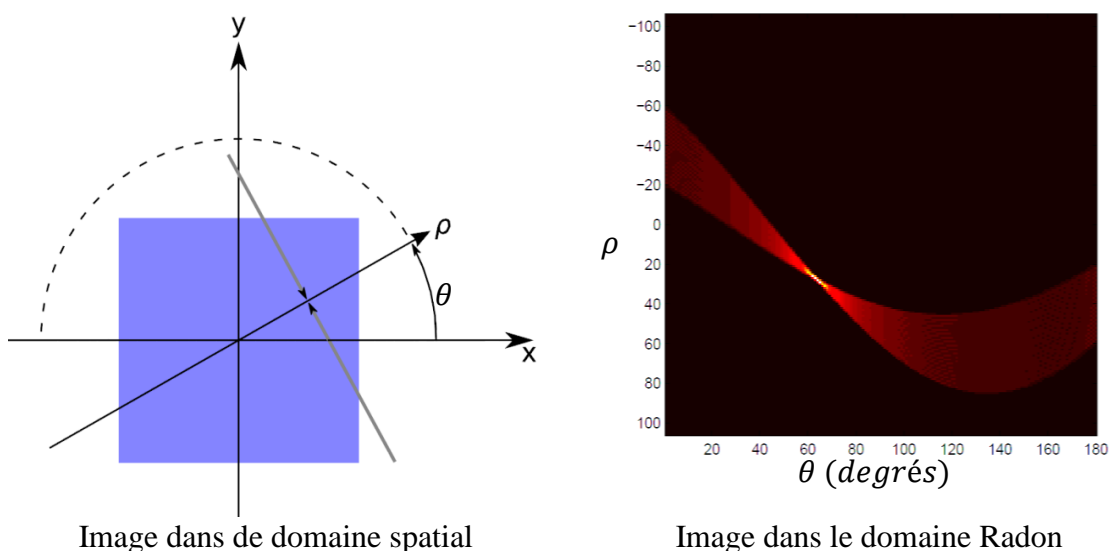 y
ρ
θ
x
Image dans de domaine spatial
−100
−80
−60
−40
−20
0
20
40
60
80
100
ρ
20 40 60 80 100 120 140 160 180
θ (degrés)
Image dans le domaine Radon